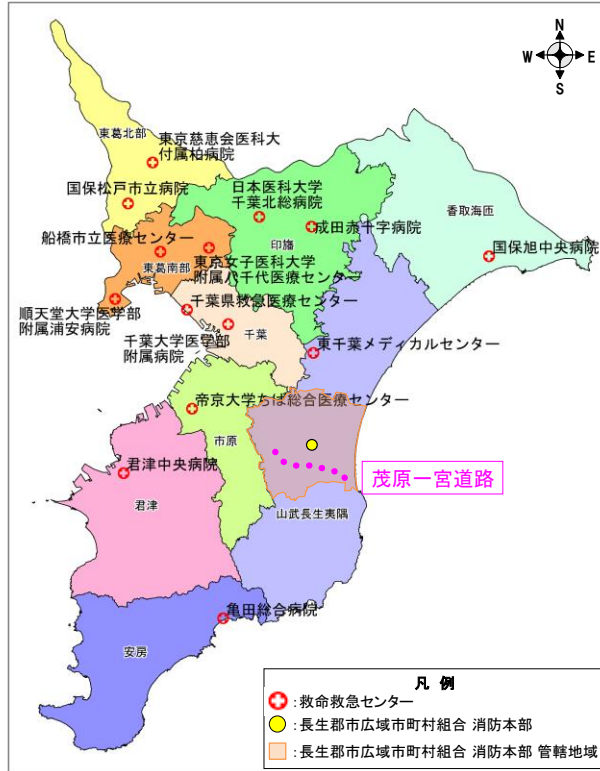 N
W
E
S
東葛北部
東京慈恵会医科大
付属柏病院
国保松戸市立病院
日本医科大学
千葉北総病院
香取海匝
成田赤十字病院
船橋市立医療センター
印旛
国保旭中央病院
東葛南部
東京女子医科大学
附属八千代医療センター
順天堂大学医学部
附属浦安病院
千葉県救急医療センター
千葉
千葉大学医学部
附属病院
東千葉メディカルセンター
帝京大学ちば総合医療センター
市原
茂原一宮道路
君津中央病院
君津
山武長生夷隅
亀田総合病院
安房
凡 例
:救命救急センター
:長生郡市広域市町村組合 消防本部
:長生郡市広域市町村組合 消防本部 管轄地域